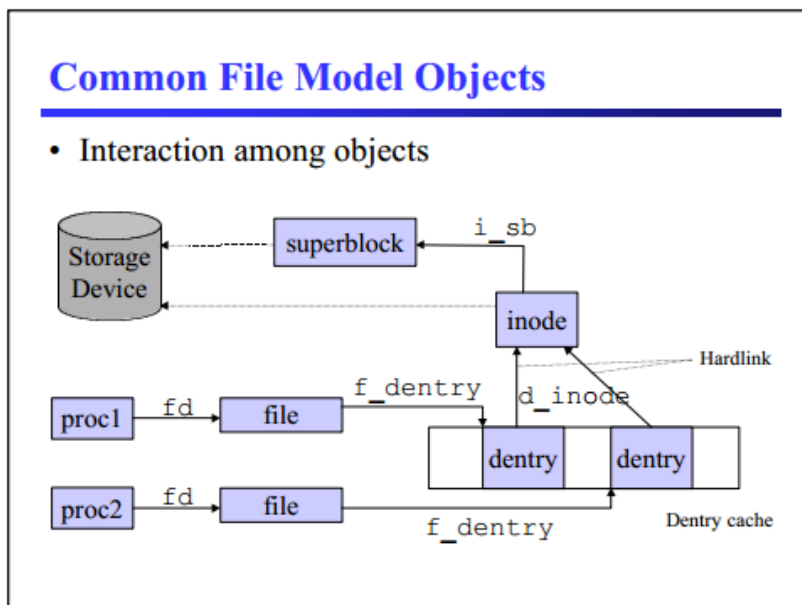 Common File Model Objects
• Interaction among objects
i_sb
superblock
Storage
Device
inode
Hardlink
f_dentry
d_inode
proc1
fd
file
dentry
dentry
proc2
fd
file
f_dentry
Dentry cache